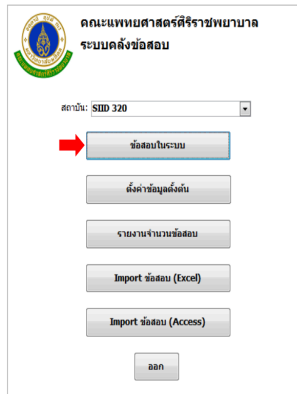 คณะแพทยศาสตร์ศิริราชพยาบาล
ระบบคลังข้อสอบ
สถาบัน: SIID 320
ข้อสอบในระบบ
ตั้งค่าข้อมูลตั้งต้น
รายงานจำนวนข้อสอบ
Import ข้อสอบ (Excel)
Import ข้อสอบ (Access)
ออก